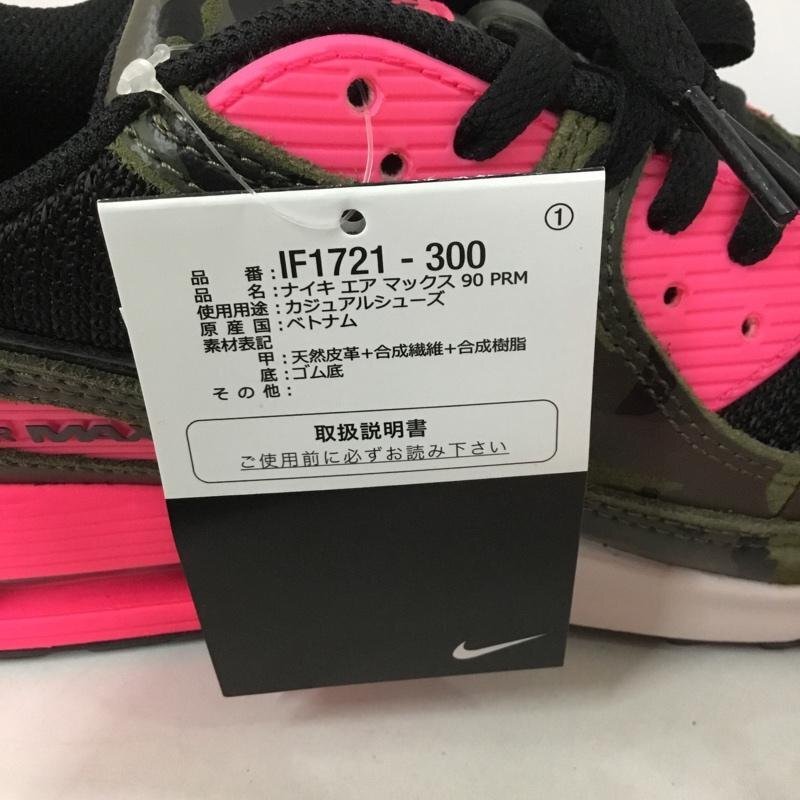 ①
品 番 : IF1721 - 300
品 名 : ナイキ エア マックス 90 PRM
使用用途 : カジュアルシューズ
原 産 国 : ベトナム
素材表記
甲 : 天然皮革+合成繊維+合成樹脂
底 : ゴム底
そ の 他 :
取扱説明書
ご使用前に必ずお読み下さい
R MAX